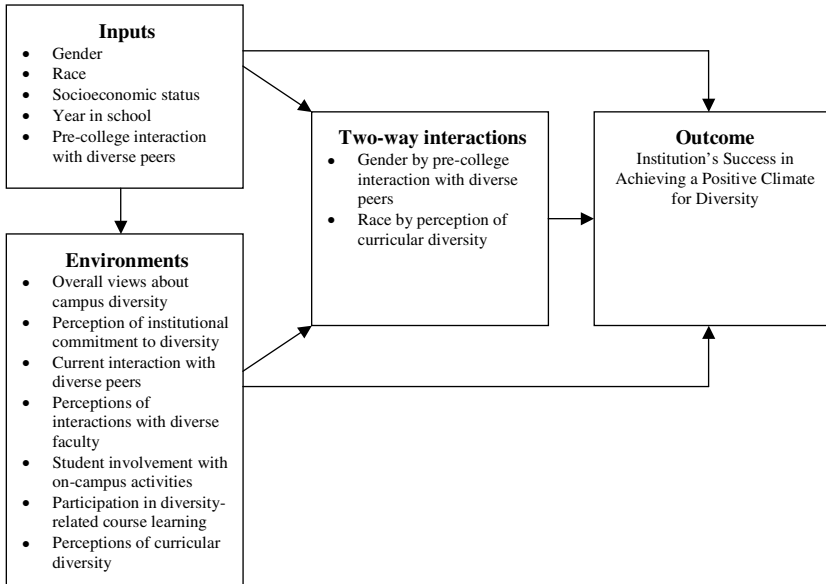 Inputs
• Gender
• Race
• Socioeconomic status
• Year in school
• Pre-college interaction
with diverse peers
Environments
• Overall views about
campus diversity
• Perception of institutional
commitment to diversity
• Current interaction with
diverse peers
• Perceptions of
interactions with diverse
faculty
• Student involvement with
on-campus activities
• Participation in diversity-
related course learning
• Perceptions of curricular
diversity
Two-way interactions
• Gender by pre-college
interaction with diverse
peers
• Race by perception of
curricular diversity
Outcome
Institution’s Success in
Achieving a Positive Climate
for Diversity